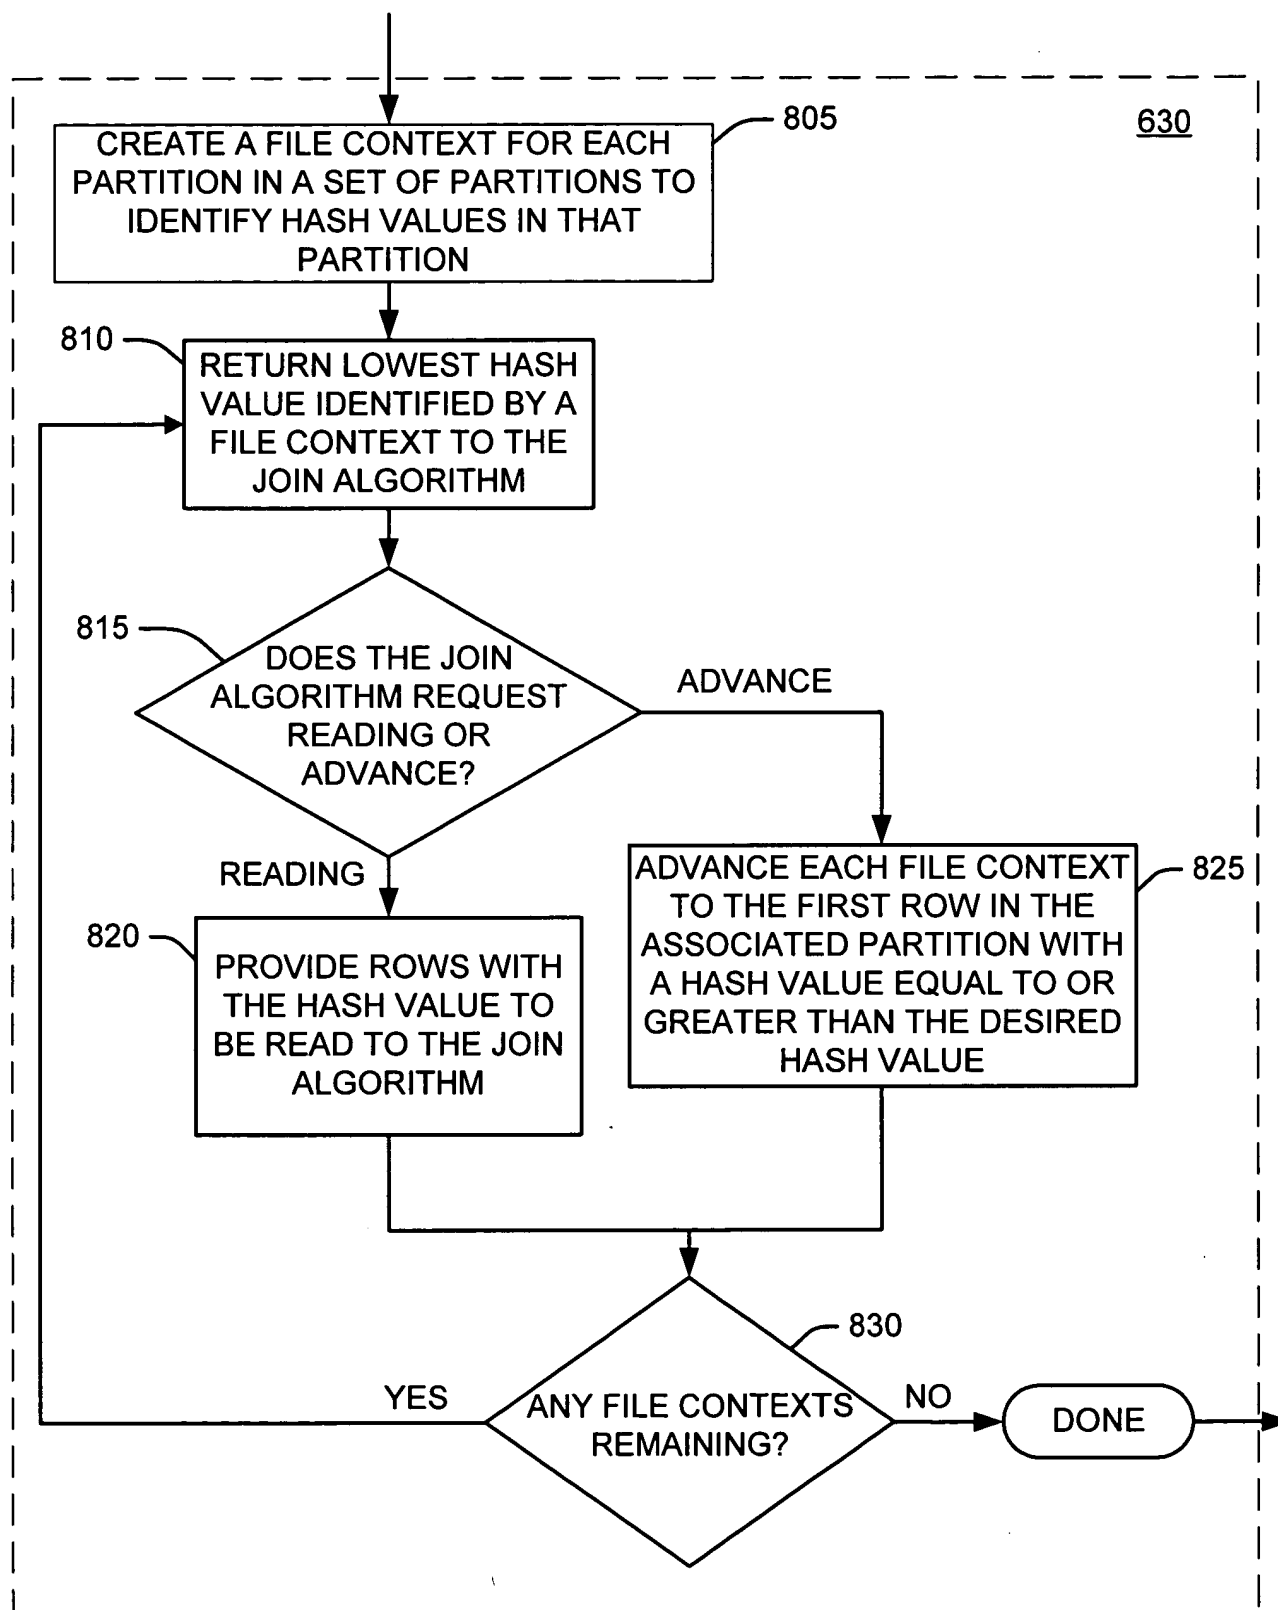 805
630
CREATE A FILE CONTEXT FOR EACH
PARTITION IN A SET OF PARTITIONS TO
IDENTIFY HASH VALUES IN THAT
PARTITION
810
RETURN LOWEST HASH
VALUE IDENTIFIED BY A
FILE CONTEXT TO THE
JOIN ALGORITHM
815
DOES THE JOIN
ALGORITHM REQUEST
READING OR
ADVANCE?
ADVANCE
READING
820
PROVIDE ROWS WITH
THE HASH VALUE TO
BE READ TO THE JOIN
ALGORITHM
ADVANCE EACH FILE CONTEXT
TO THE FIRST ROW IN THE
ASSOCIATED PARTITION WITH
A HASH VALUE EQUAL TO OR
GREATER THAN THE DESIRED
HASH VALUE
825
830
YES
ANY FILE CONTEXTS
REMAINING?
NO
DONE